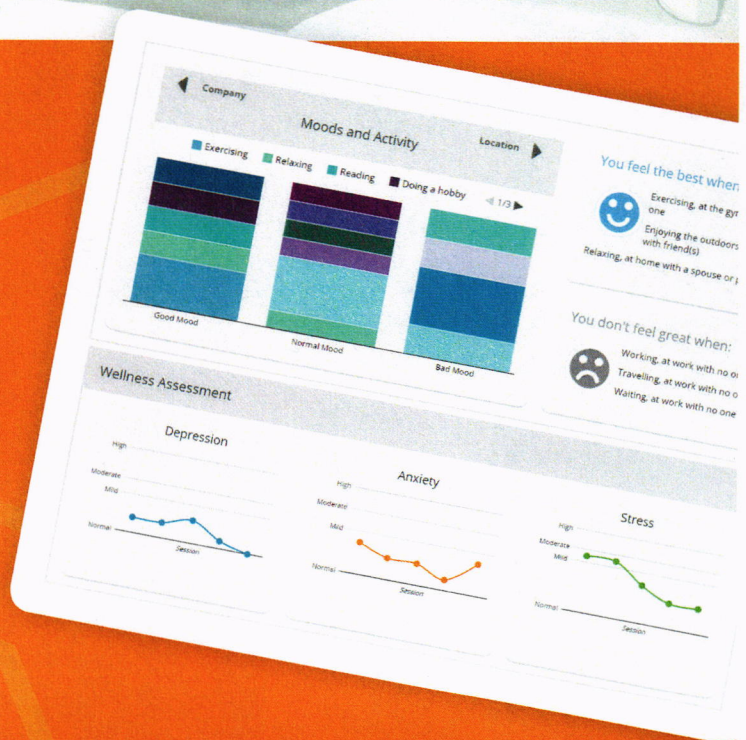 Company
Location
Moods and Activity
Exercising
Relaxing
Reading
Doing a hobby
1/3
Good Mood
Normal Mood
Bad Mood
You feel the best when
Exercising, at the
one
Enjoying the outdoors
with friend(s)
Relaxing, at home with a spouse or
You don't feel great when:
Working, at work with no
Travelling, at work with no
Waiting, at work with no one
Wellness Assessment
Depression
High
Moderate
Mild
Normal
Session
Anxiety
High
Moderate
Mild
Normal
Session
Stress
High
Moderate
Mild
Normal
Session